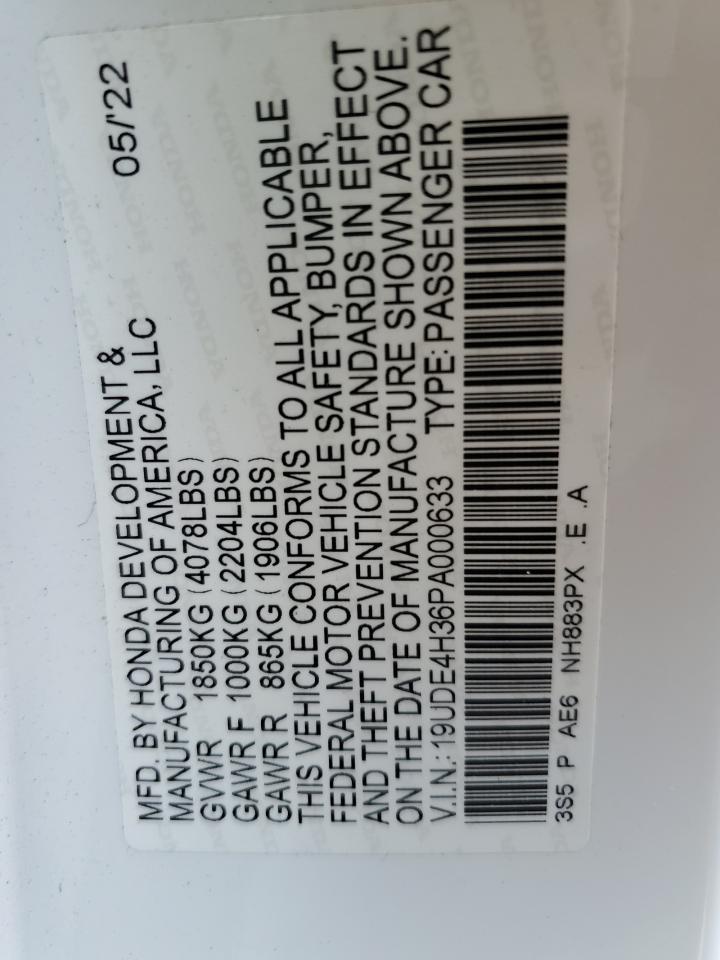 MFD. BY HONDA DEVELOPMENT & 05/'22
MANUFACTURING OF AMERICA, LLC
GVWR 1850KG (4078LBS)
GAWR F 1000KG (2204LBS)
GAWR R 865KG (1906LBS)
THIS VEHICLE CONFORMS TO ALL APPLICABLE
FEDERAL MOTOR VEHICLE SAFETY, BUMPER,
AND THEFT PREVENTION STANDARDS IN EFFECT
ON THE DATE OF MANUFACTURE SHOWN ABOVE.
V.I.N.: 19UDE4H36PA000633 TYPE: PASSENGER CAR
3S5 P AE6 NH883PX .E .A